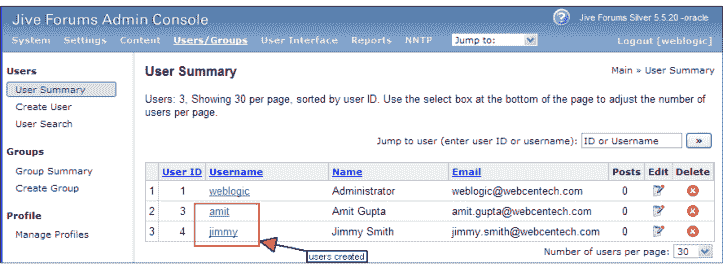 Jive Forums Admin Console
? Jive Forums Silver 5.5.20 -oracle
System Settings Content Users/Groups User Interface Reports NNTP Jump to: Logout [weblogic]
Users
User Summary
Create User
User Search
Groups
Group Summary
Create Group
Profile
Manage Profiles
User Summary
Main » User Summary
Users: 3, Showing 30 per page, sorted by user ID. Use the select box at the bottom of the page to adjust the number of
users per page.
Jump to user (enter user ID or username): ID or Username »
User ID Username Name Email Posts Edit Delete
1 1 weblogic Administrator weblogic@webcentech.com 0
2 3 amit Amit Gupta amit.gupta@webcentech.com 0
3 4 jimmy Jimmy Smith jimmy.smith@webcentech.com 0
Number of users per page: 30
users created